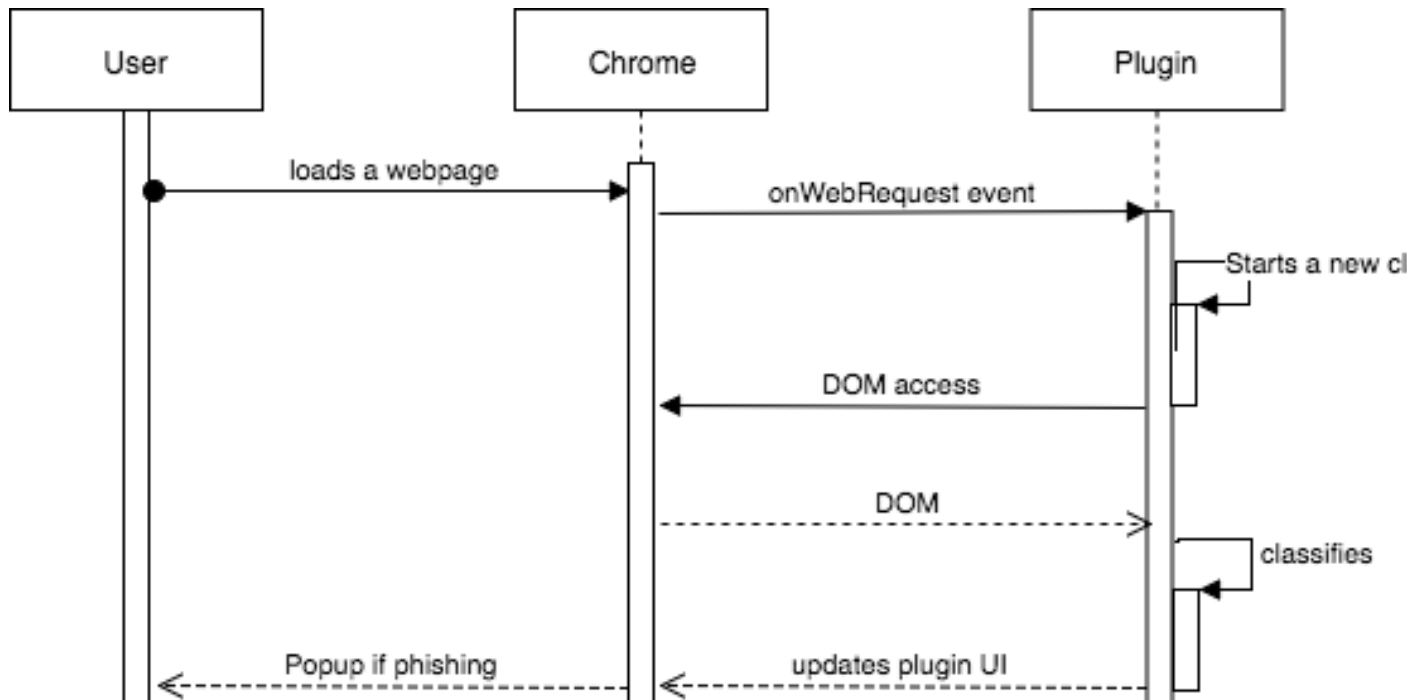 User
Chrome
Plugin
loads a webpage
onWebRequest event
Starts a new cl
DOM access
DOM
classifies
Popup if phishing
updates plugin UI